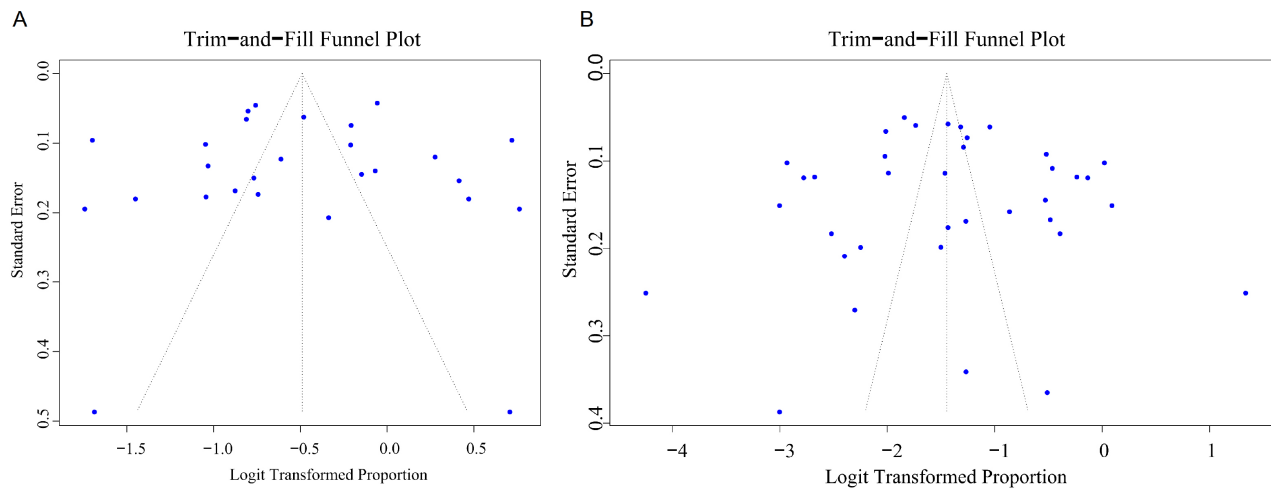 A
Trim-and-Fill Funnel Plot
Standard Error
0.0
0.1
0.2
0.3
0.4
0.5
−1.5
−1.0
−0.5
0.0
0.5
Logit Transformed Proportion
B
Trim-and-Fill Funnel Plot
Standard Error
0.0
0.1
0.2
0.3
0.4
−4
−3
−2
−1
0
1
Logit Transformed Proportion